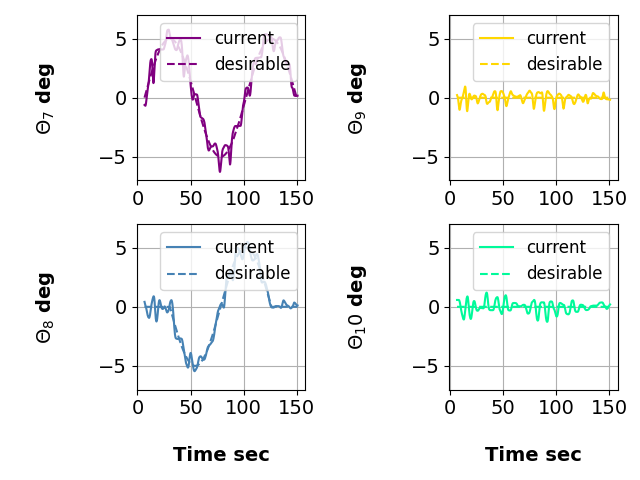 Θ7 deg
5
0
−5
0 50 100 150
current
desirable
Θ9 deg
5
0
−5
0 50 100 150
current
desirable
Θ8 deg
5
0
−5
0 50 100 150
current
desirable
Time sec
Θ10 deg
5
0
−5
0 50 100 150
current
desirable
Time sec